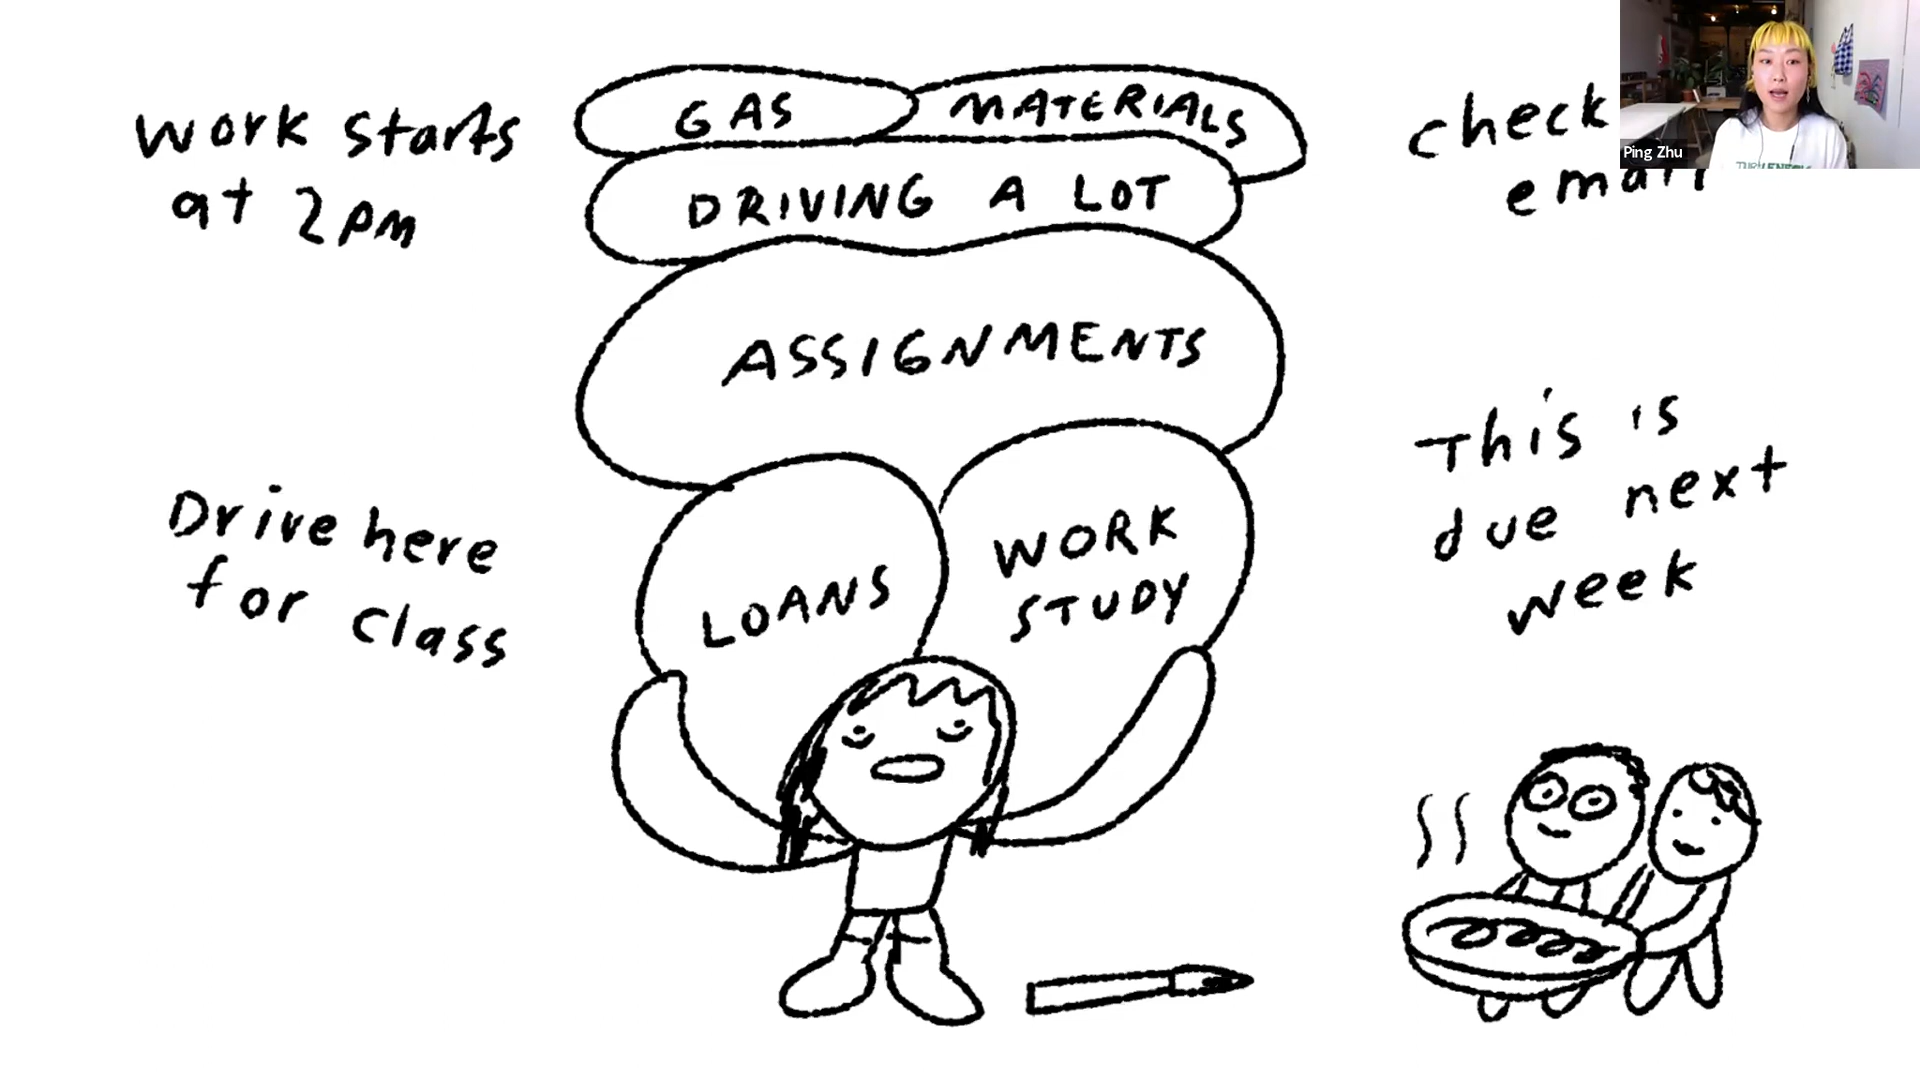 work starts
at 2pm
GAS
MATERIALS
DRIVING A LOT
ASSIGNMENTS
LOANS
WORK
STUDY
Drive here
for class
check
email
This is
due next
week
Ping Zhu